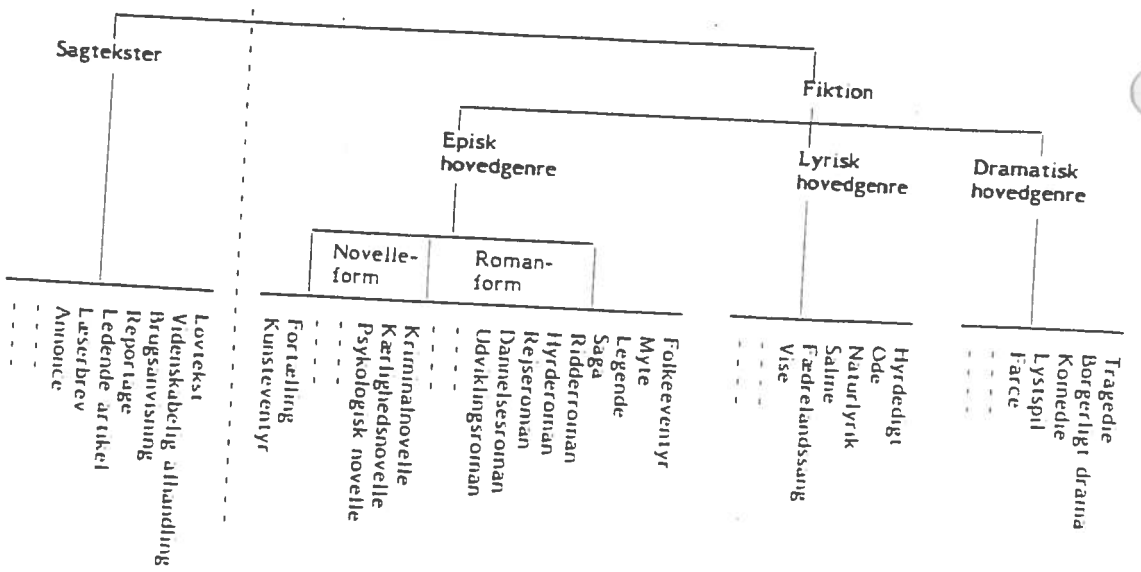 Sagtekster
Fiktion
Episk
hovedgenre
Lyrisk
hovedgenre
Dramatisk
hovedgenre
Novelle-
form
Roman-
form
Annonce
Læserbrev
Ledende artikel
Reportage
Brugsanvisning
Videnskabelig afhandling
Lovtekst
Kunsteventyr
Fortælling
Psykologisk novelle
Kærlighedsnovelle
Kriminalnovelle
Udviklingsroman
Dannelsesroman
Rejseroman
Hyrderoman
Ridderroman
Saga
Legende
Myte
Folkeeventyr
Vise
Fædrelandssang
Salme
Naturlyrik
Ode
Hyrdedigt
Farce
Lystspil
Komedie
Borgerligt drama
Tragedie